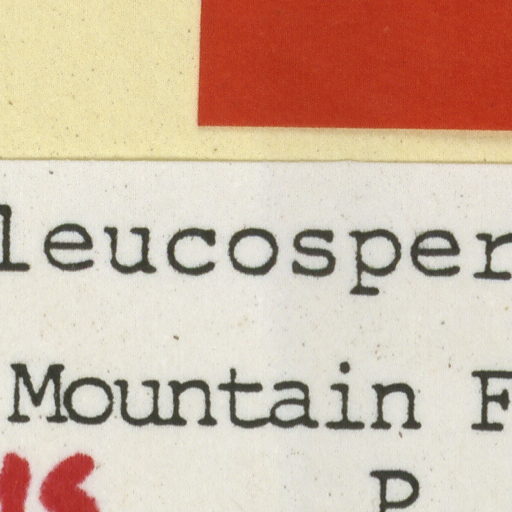 leucosper
Mountain F
P